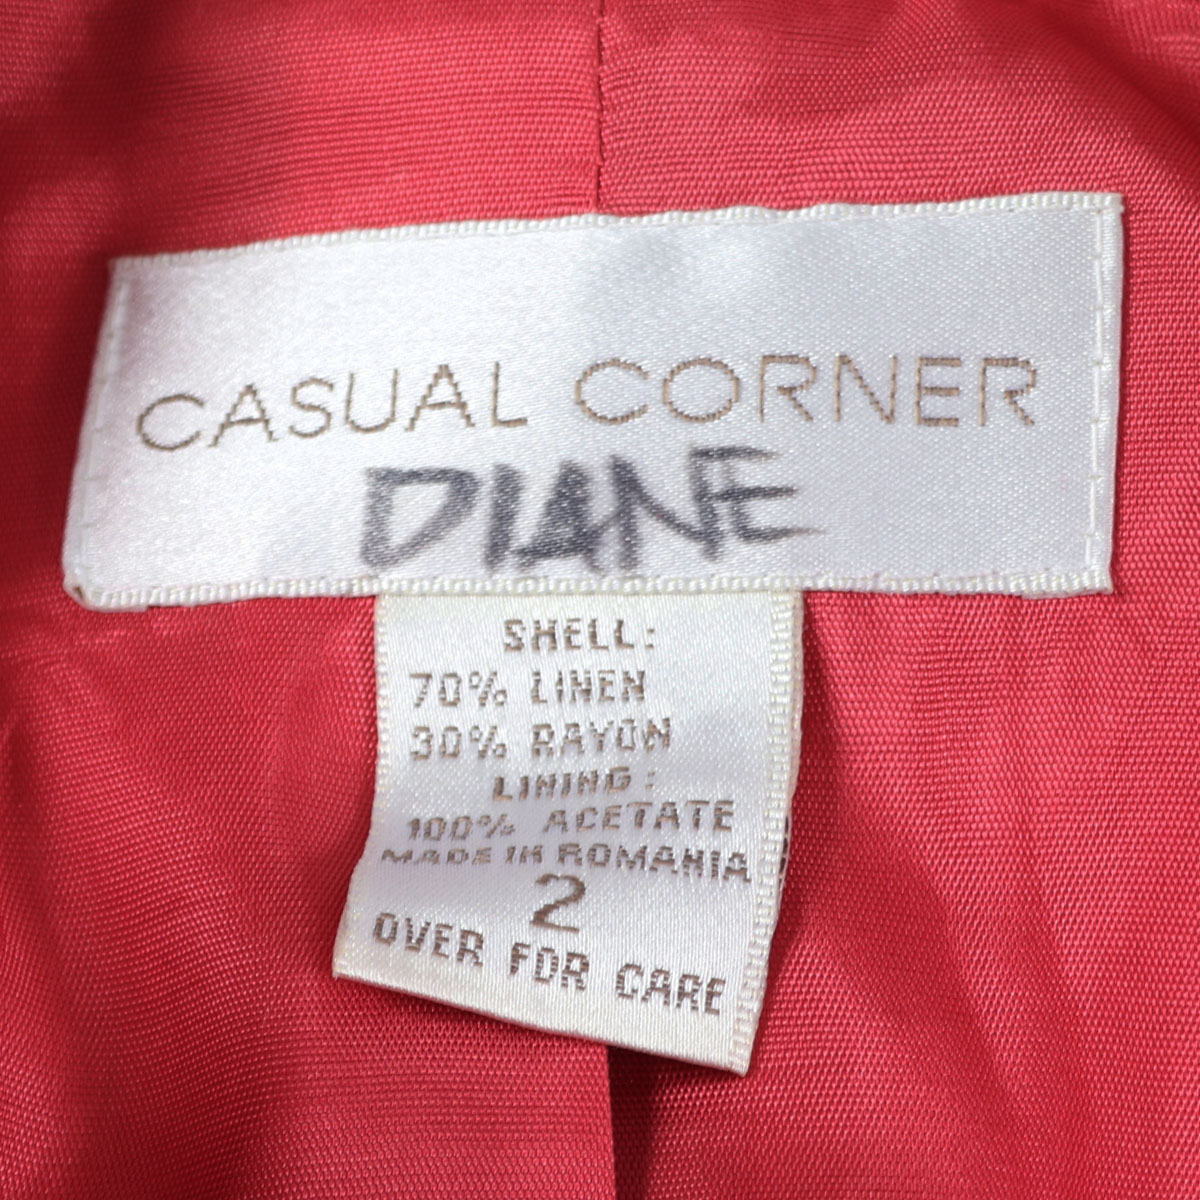 CASUAL CORNER
DIANE
SHELL:
70% LINEN
30% RAYON
LINING:
100% ACETATE
MADE IN ROMANIA
2
OVER FOR CARE